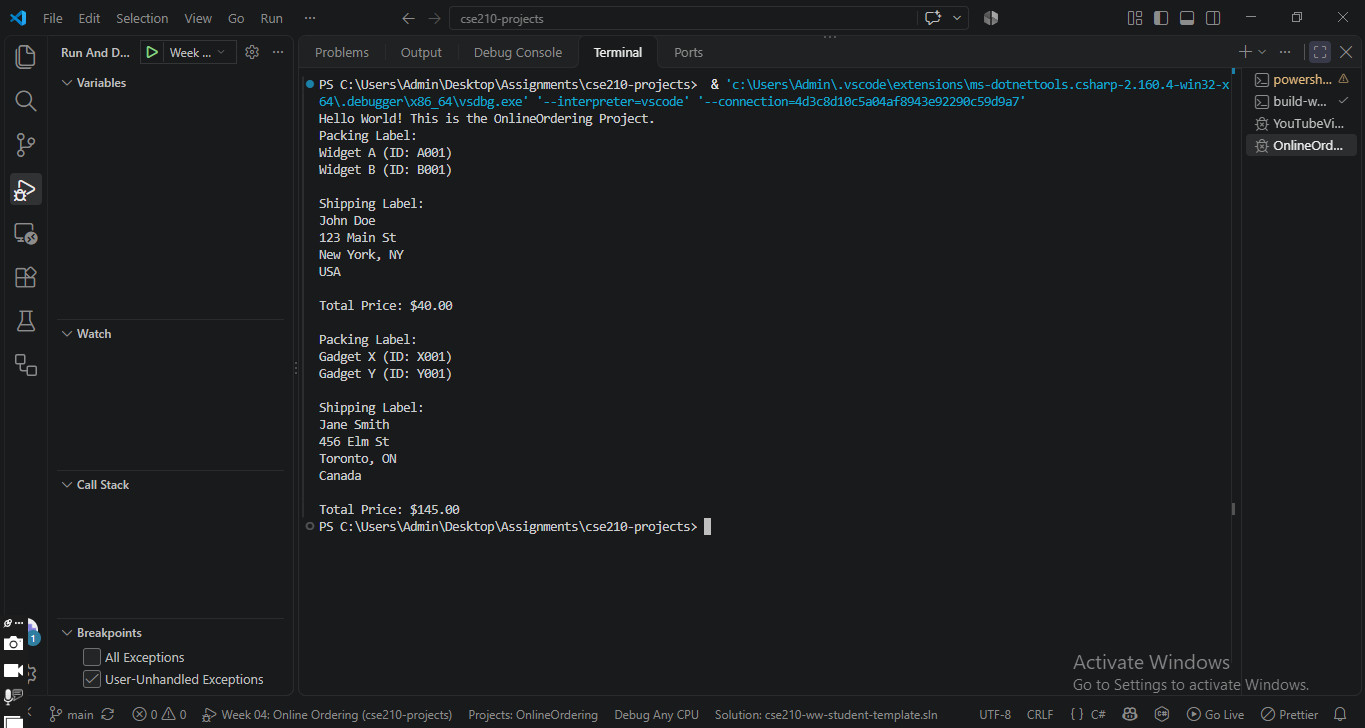 File Edit Selection View Go Run ···
cse210-projects
Run And D... Week ...
Problems Output Debug Console Terminal Ports
Variables
Watch
Call Stack
Breakpoints
All Exceptions
User-Unhandled Exceptions
PS C:\Users\Admin\Desktop\Assignments\cse210-projects> & 'c:\Users\Admin\.vscode\extensions\ms-dotnettools.csharp-2.160.4-win32-x
64\.debugger\x86_64\vsdbg.exe' '--interpreter=vscode' '--connection=4d3c8d10c5a04af8943e92290c59d9a7'
Hello World! This is the OnlineOrdering Project.
Packing Label:
Widget A (ID: A001)
Widget B (ID: B001)
Shipping Label:
John Doe
123 Main St
New York, NY
USA
Total Price: $40.00
Packing Label:
Gadget X (ID: X001)
Gadget Y (ID: Y001)
Shipping Label:
Jane Smith
456 Elm St
Toronto, ON
Canada
Total Price: $145.00
PS C:\Users\Admin\Desktop\Assignments\cse210-projects>
powersh...
build-w...
YouTubeVi...
OnlineOrd...
1
Activate Windows
Go to Settings to activate Windows.
main 0 0 Week 04: Online Ordering (cse210-projects) Projects: OnlineOrdering Debug Any CPU Solution: cse210-ww-student-template.sln UTF-8 CRLF { } C# Go Live Prettier